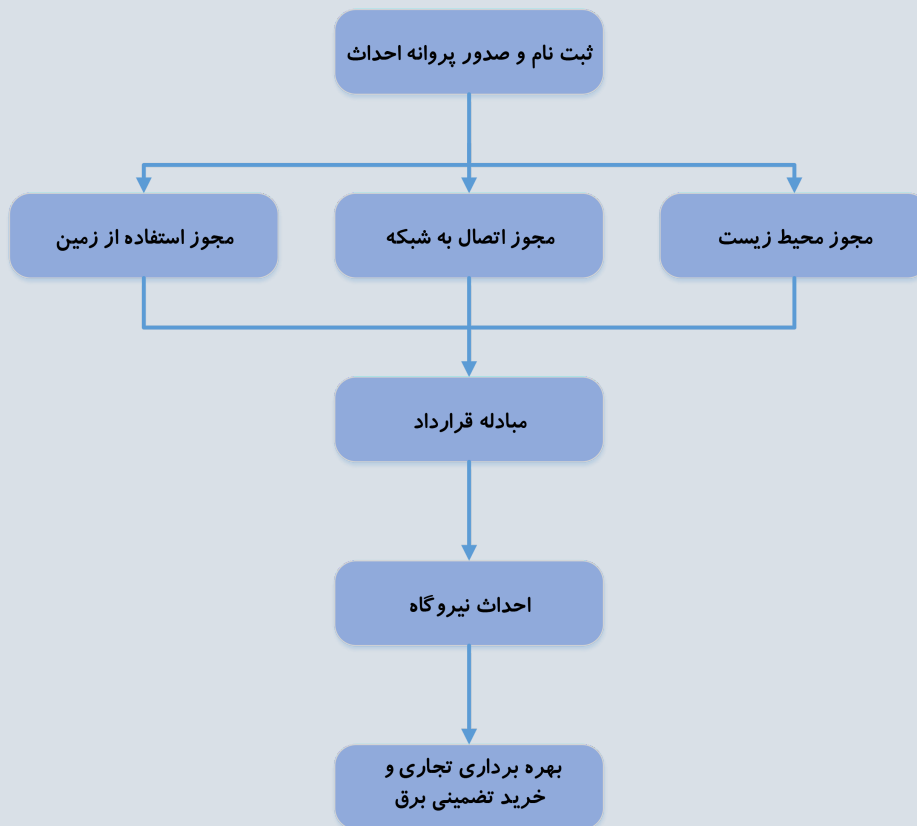 ثبت نام و صدور پروانه احداث
مجوز محیط زیست
مجوز اتصال به شبکه
مجوز استفاده از زمین
مبادله قرارداد
احداث نیروگاه
بهره برداری تجاری و
خرید تضمینی برق